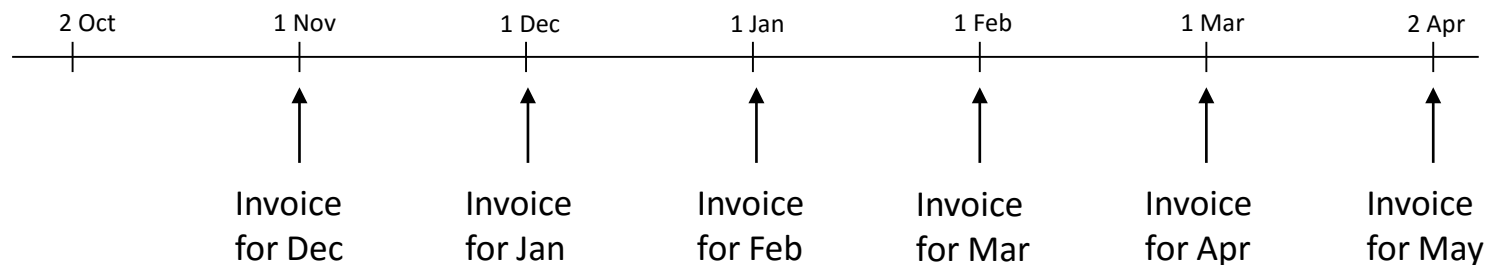 2 Oct 1 Nov 1 Dec 1 Jan 1 Feb 1 Mar 2 Apr
Invoice Invoice Invoice Invoice Invoice Invoice
for Dec for Jan for Feb for Mar for Apr for May